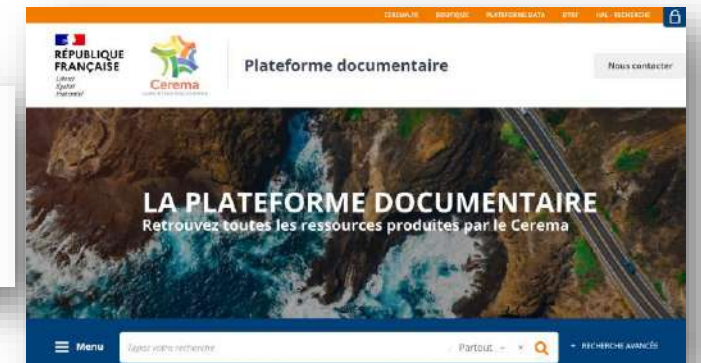 CEREMA.FR BOUTIQUE PLATEFORME DATA DTRF HAL - RECHERCHE
RÉPUBLIQUE
FRANÇAISE
Liberté
Égalité
Fraternité
Cerema
Plateforme documentaire
Nous contacter
LA PLATEFORME DOCUMENTAIRE
Retrouvez toutes les ressources produites par le Cerema
Menu
Tapez votre recherche
Partout
+ RECHERCHE AVANCÉE